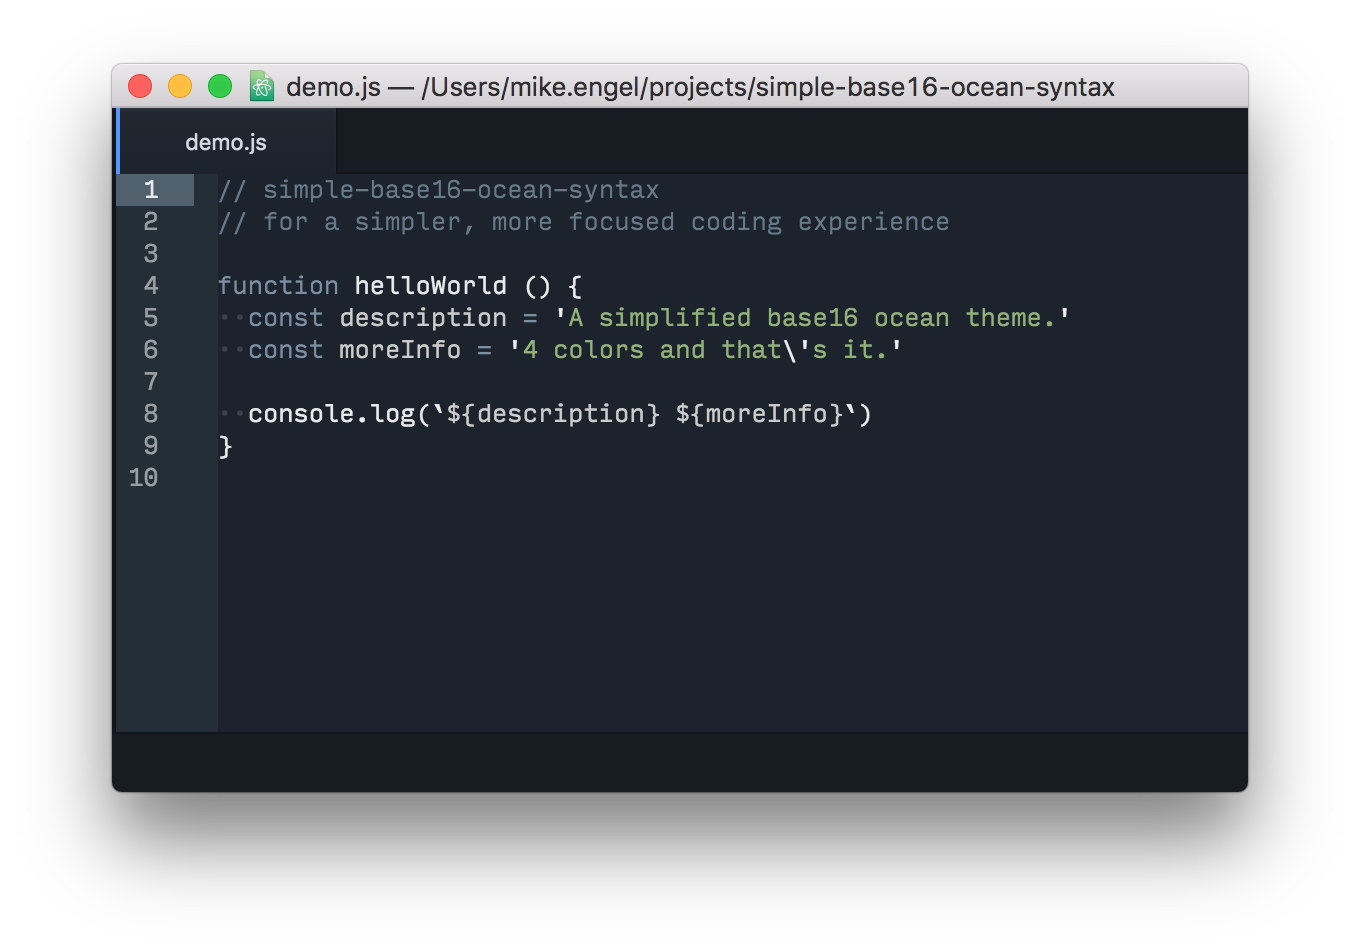 demo.js — /Users/mike.engel/projects/simple-base16-ocean-syntax
demo.js
1 // simple-base16-ocean-syntax
2 // for a simpler, more focused coding experience
3
4 function helloWorld () {
5 ··const description = 'A simplified base16 ocean theme.'
6 ··const moreInfo = '4 colors and that\'s it.'
7
8 ··console.log(`${description} ${moreInfo}`)
9 }
10